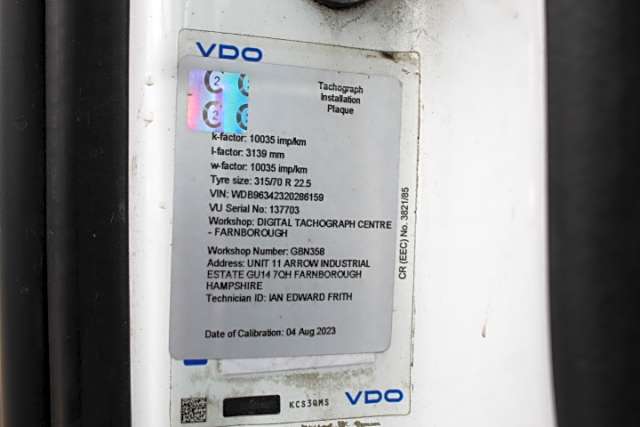 VDO
Tachograph
Installation
Plaque
k-factor: 10035 imp/km
l-factor: 3139 mm
w-factor: 10035 imp/km
Tyre size: 315/70 R 22.5
VIN: WDB96342320286159
VU Serial No: 137703
Workshop: DIGITAL TACHOGRAPH CENTRE
- FARNBOROUGH
Workshop Number: GBN358
Address: UNIT 11 ARROW INDUSTRIAL
ESTATE GU14 7QH FARNBOROUGH
HAMPSHIRE
Technician ID: IAN EDWARD FRITH
Date of Calibration: 04 Aug 2023
CR (EEC) No. 3821/85
KCS3QMS
VDO